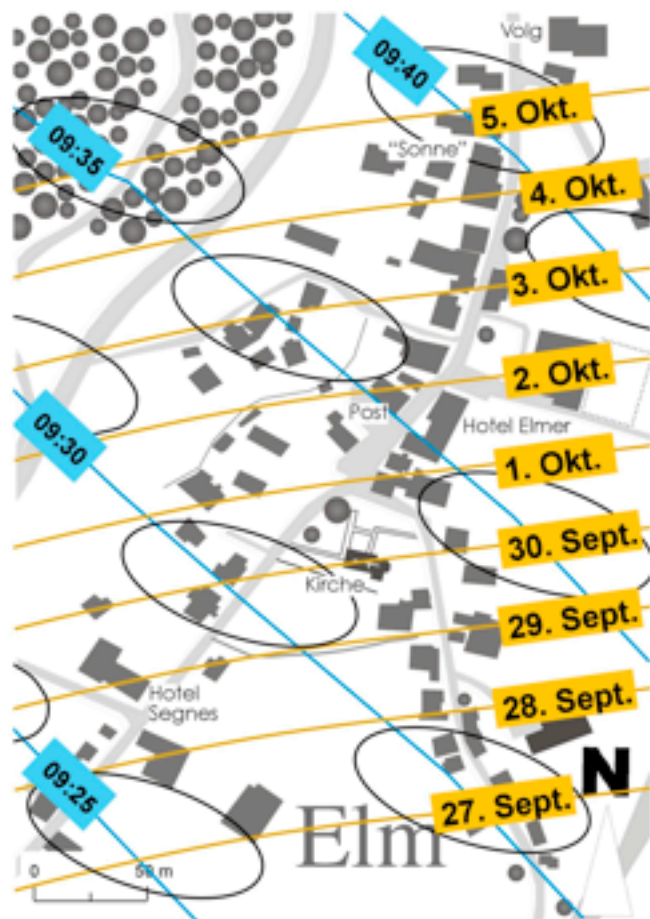 Volg
09:40
5. Okt.
09:35
"Sonne"
4. Okt.
3. Okt.
2. Okt.
Post
Hotel Elmer
09:30
1. Okt.
30. Sept.
Kirche
29. Sept.
Hotel
Segnes
28. Sept.
09:25
27. Sept.
N
Elm
0
50 m